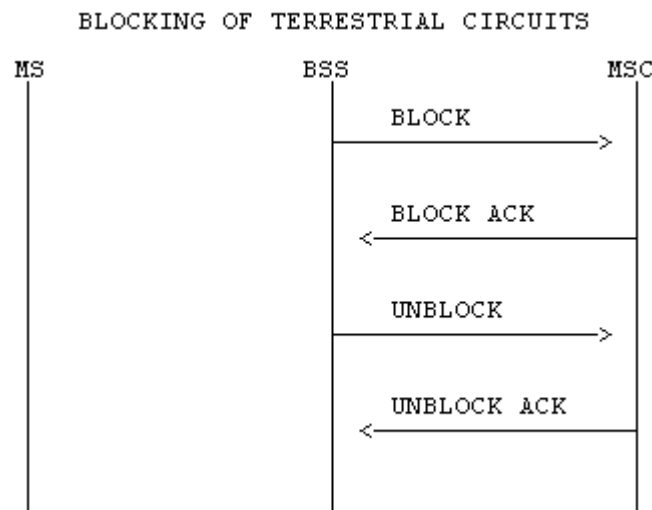 BLOCKING OF TERRESTRIAL CIRCUITS
MS BSS MSC
BLOCK
BLOCK ACK
UNBLOCK
UNBLOCK ACK